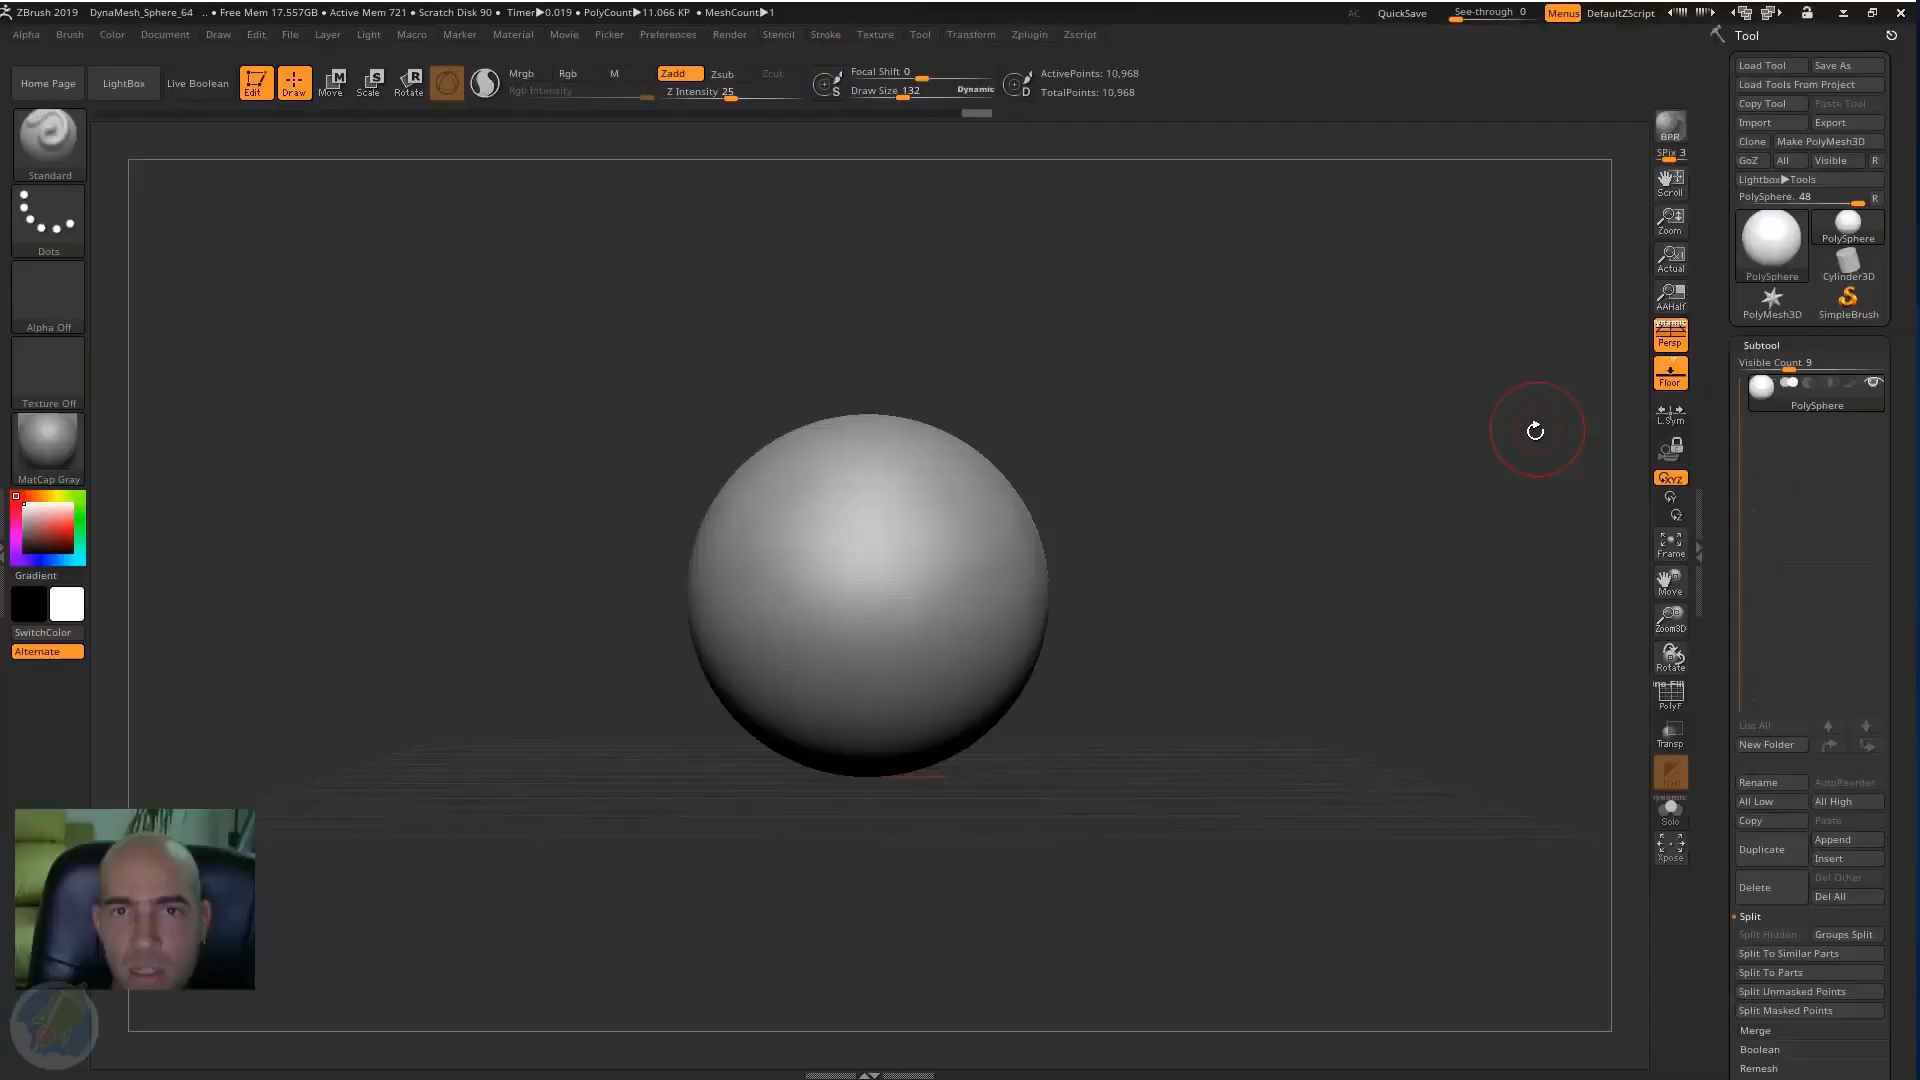 ZBrush 2019 DynaMesh_Sphere_64 .. • Free Mem 17.557GB • Active Mem 721 • Scratch Disk 90 • Timer▶0.019 • PolyCount▶11.066 KP • MeshCount▶1 AC QuickSave See-through 0 Menus DefaultZScript
Alpha Brush Color Document Draw Edit File Layer Light Macro Marker Material Movie Picker Preferences Render Stencil Stroke Texture Tool Transform Zplugin Zscript
Tool
Home Page LightBox Live Boolean Edit Draw Move Scale Rotate
M S R
Mrgb Rgb M Zadd Zsub Zcut
Rgb Intensity Z Intensity 25
S Focal Shift 0
Draw Size 132 Dynamic D
ActivePoints: 10,968
TotalPoints: 10,968
Standard
Dots
Alpha Off
Texture Off
MatCap Gray
Gradient
SwitchColor
Alternate
BPR
SPix 3
Scroll
Zoom
Actual
AAHalf
Persp
Floor
L.Sym
XYZ
Y
Z
Frame
Move
Zoom3D
Rotate
PolyF
Transp
Solo
Xpose
Load Tool Save As
Load Tools From Project
Copy Tool Paste Tool
Import Export
Clone Make PolyMesh3D
GoZ All Visible R
Lightbox▶Tools
PolySphere. 48 R
PolySphere PolySphere
Cylinder3D
PolyMesh3D SimpleBrush
Subtool
Visible Count 9
PolySphere
List All
New Folder
Rename AutoReorder
All Low All High
Copy Paste
Duplicate Append
Insert
Delete Del Other
Del All
Split
Split Hidden Groups Split
Split To Similar Parts
Split To Parts
Split Unmasked Points
Split Masked Points
Merge
Boolean
Remesh